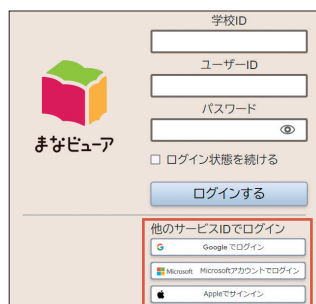 学校ID
ユーザーID
パスワード
まなビューア
ログイン状態を続ける
ログインする
他のサービスIDでログイン
G Googleでログイン
Microsoft Microsoftアカウントでログイン
Appleでサインイン